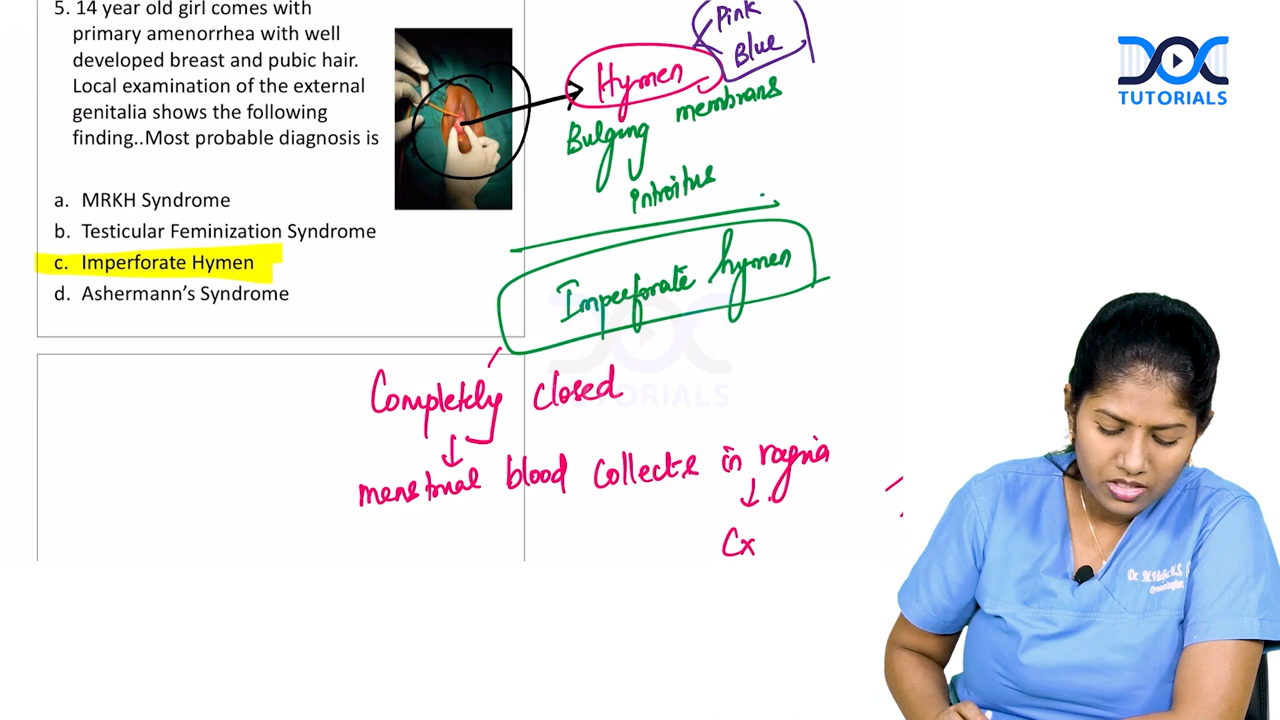 5. 14 year old girl comes with
primary amenorrhea with well
developed breast and pubic hair.
Local examination of the external
genitalia shows the following
finding..Most probable diagnosis is
a. MRKH Syndrome
b. Testicular Feminization Syndrome
c. Imperforate Hymen
d. Ashermann's Syndrome
Pink
Blue
Hymen
Bulging membrans
introitus
Imperforate hymen
Completely closed
menstrual blood collects in vagina
Cx
DOC
TUTORIALS
TORIALS